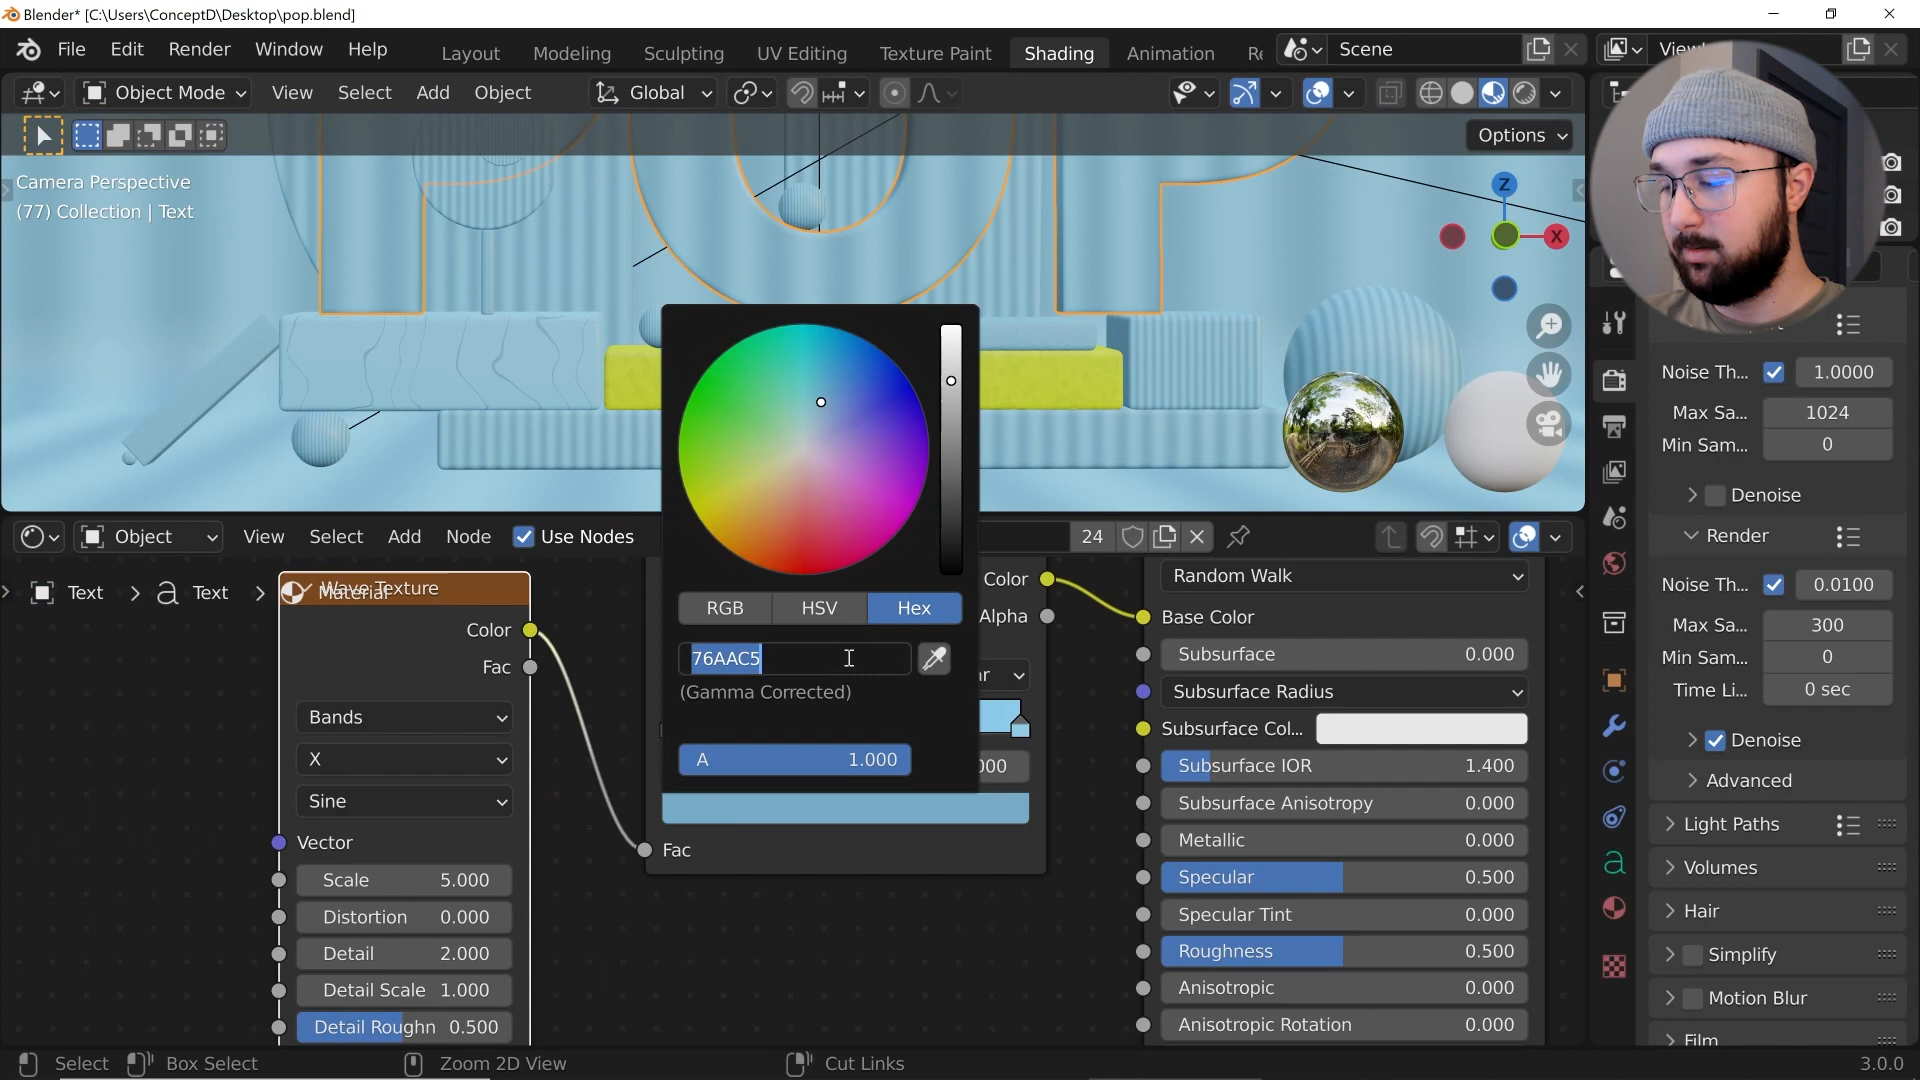 Blender* [C:\Users\ConceptD\Desktop\pop.blend]
File Edit Render Window Help Layout Modeling Sculpting UV Editing Texture Paint Shading Animation Scene
Object Mode View Select Add Object Global
Options
Camera Perspective
(77) Collection | Text
Z
X
Noise Th... 1.0000
Max Sa... 1024
Min Sam... 0
Denoise
Render
Noise Th... 0.0100
Max Sa... 300
Min Sam... 0
Time Li... 0 sec
Denoise
Advanced
Light Paths
Volumes
Hair
Simplify
Motion Blur
Film
Object View Select Add Node Use Nodes 24
Text Text Material
Wave Texture
Color
Fac
Bands
X
Sine
Vector
Scale 5.000
Distortion 0.000
Detail 2.000
Detail Scale 1.000
Detail Roughn 0.500
RGB HSV Hex
76AAC5
(Gamma Corrected)
A 1.000
Color
Alpha
Fac
Random Walk
Base Color
Subsurface 0.000
Subsurface Radius
Subsurface Col...
Subsurface IOR 1.400
Subsurface Anisotropy 0.000
Metallic 0.000
Specular 0.500
Specular Tint 0.000
Roughness 0.500
Anisotropic 0.000
Anisotropic Rotation 0.000
Select Box Select Zoom 2D View Cut Links 3.0.0